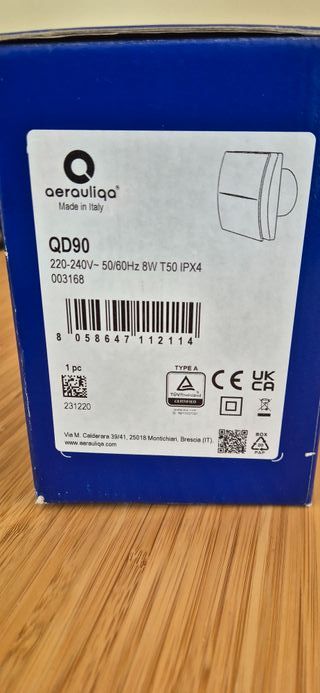 aerauliqa®
Made in Italy
QD90
220-240V~ 50/60Hz 8W T50 IPX4
003168
8 058647 112114
1 pc
231220
TYPE A
CERTIFIED
CE UK CA
Via M. Calderara 39/41, 25018 Montichiari, Brescia (IT).
www.aerauliqa.com
BOX
PAP